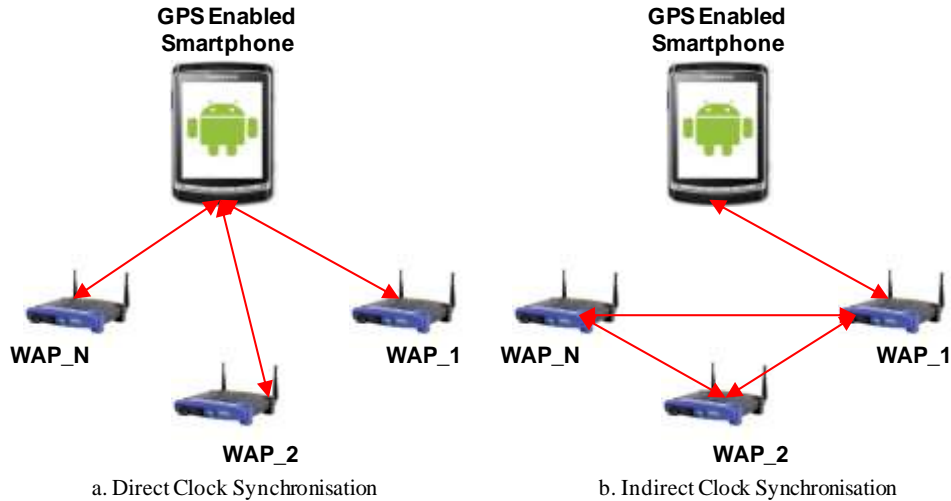 GPS Enabled
Smartphone
WAP_N
WAP_1
WAP_2
a. Direct Clock Synchronisation
GPS Enabled
Smartphone
WAP_N
WAP_1
WAP_2
b. Indirect Clock Synchronisation